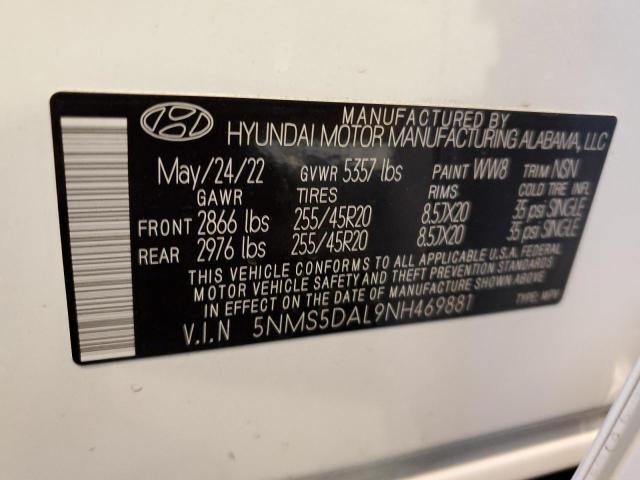 MANUFACTURED BY
HYUNDAI MOTOR MANUFACTURING ALABAMA, LLC
May/24/22 GVWR 5357 lbs PAINT WW8 TRIM NSN
GAWR TIRES RIMS COLD TIRE INFL
FRONT 2866 lbs 255/45R20 8.5JX20 35 psi SINGLE
REAR 2976 lbs 255/45R20 8.5JX20 35 psi SINGLE
THIS VEHICLE CONFORMS TO ALL APPLICABLE U.S.A. FEDERAL
MOTOR VEHICLE SAFETY AND THEFT PREVENTION STANDARDS
IN EFFECT ON THE DATE OF MANUFACTURE SHOWN ABOVE
V.I.N 5NMS5DAL9NH469881 TYPE: MPV